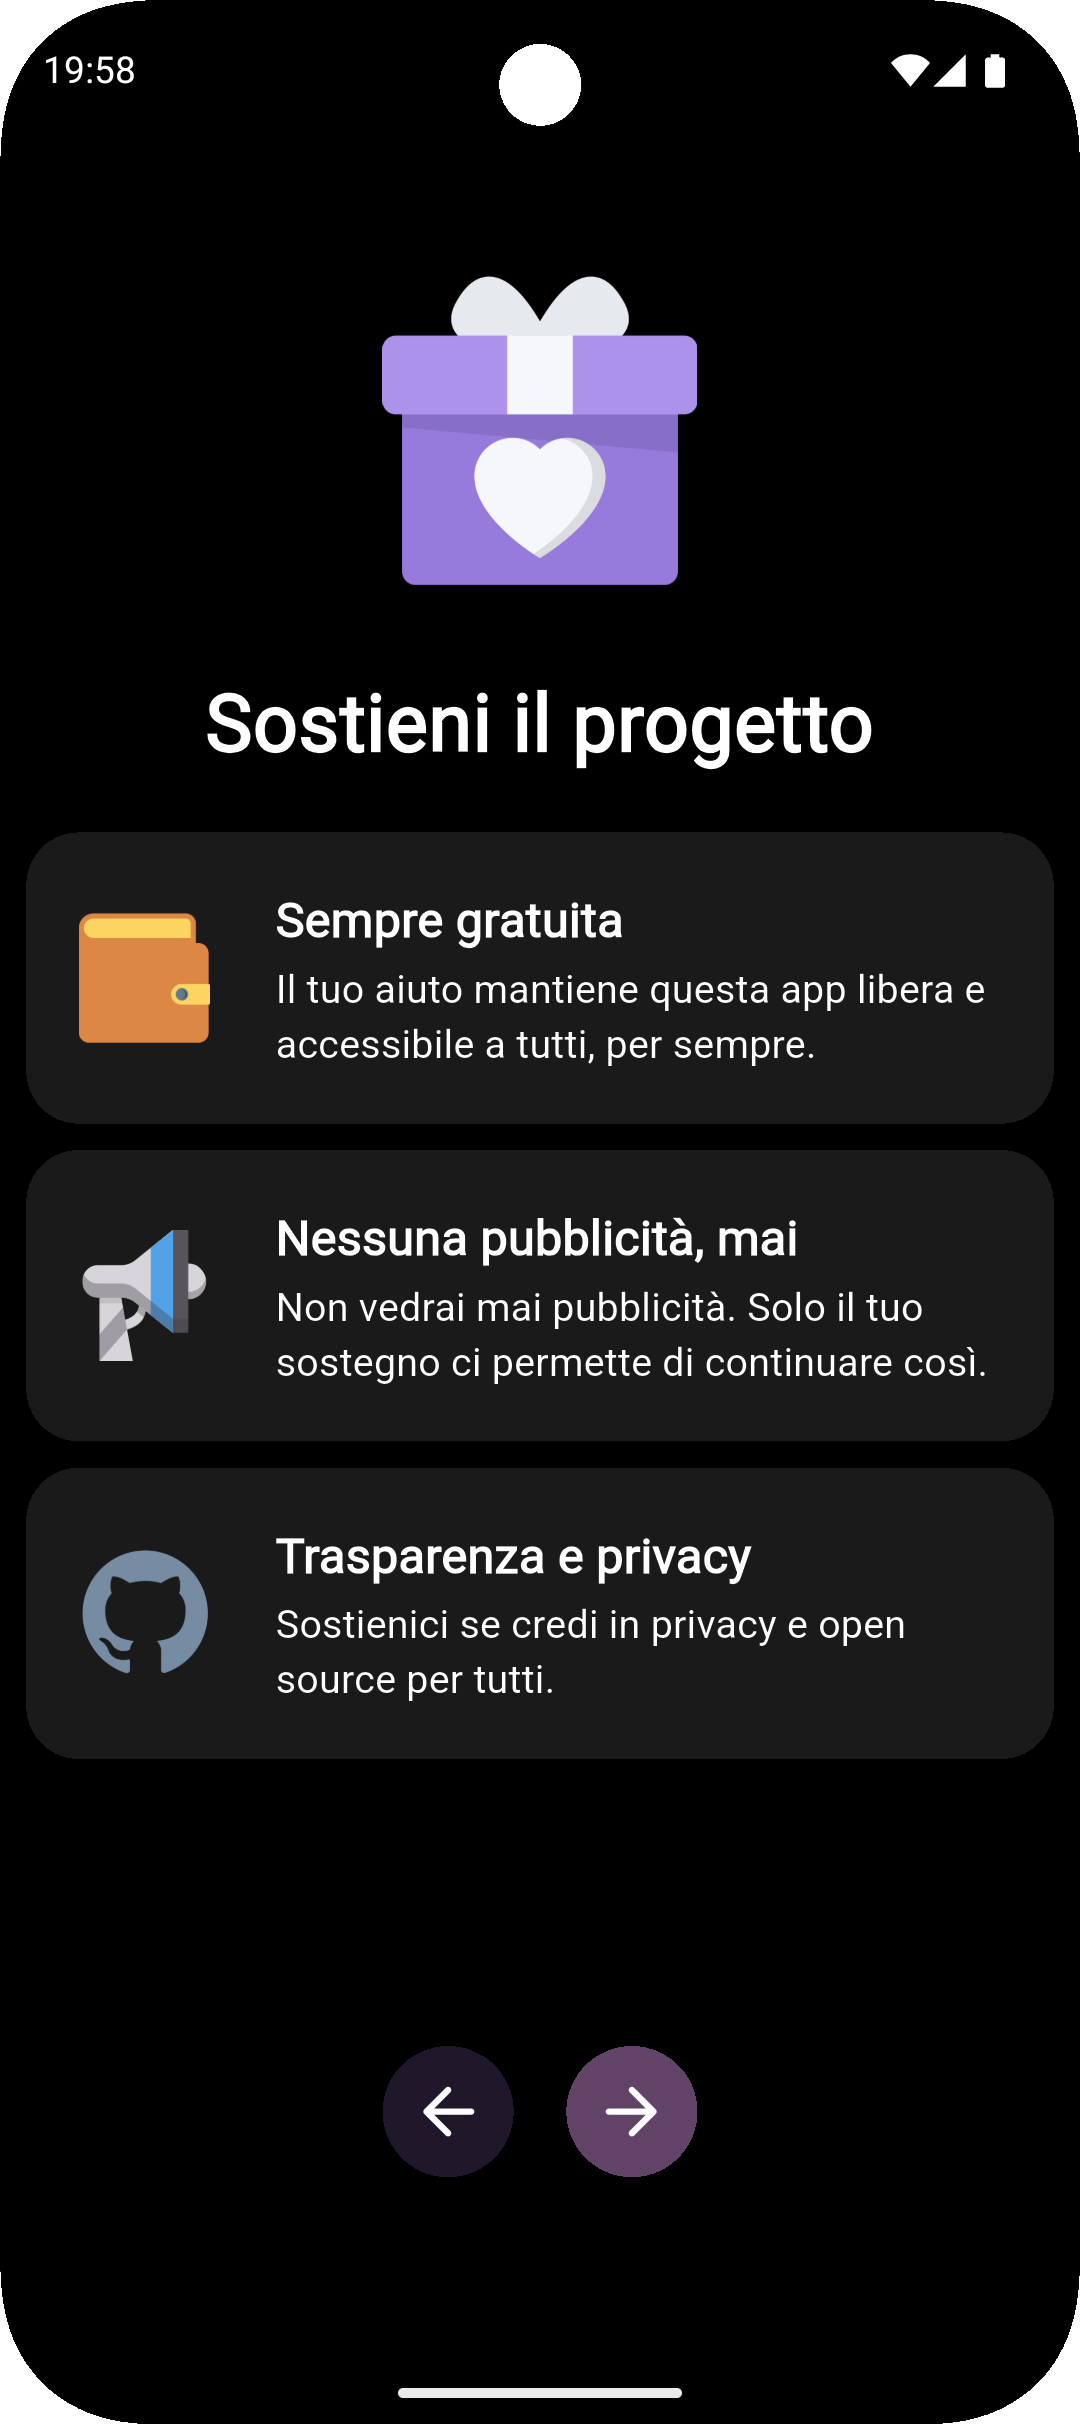 19:58
Sostieni il progetto
Sempre gratuita
Il tuo aiuto mantiene questa app libera e
accessibile a tutti, per sempre.
Nessuna pubblicità, mai
Non vedrai mai pubblicità. Solo il tuo
sostegno ci permette di continuare così.
Trasparenza e privacy
Sostienici se credi in privacy e open
source per tutti.